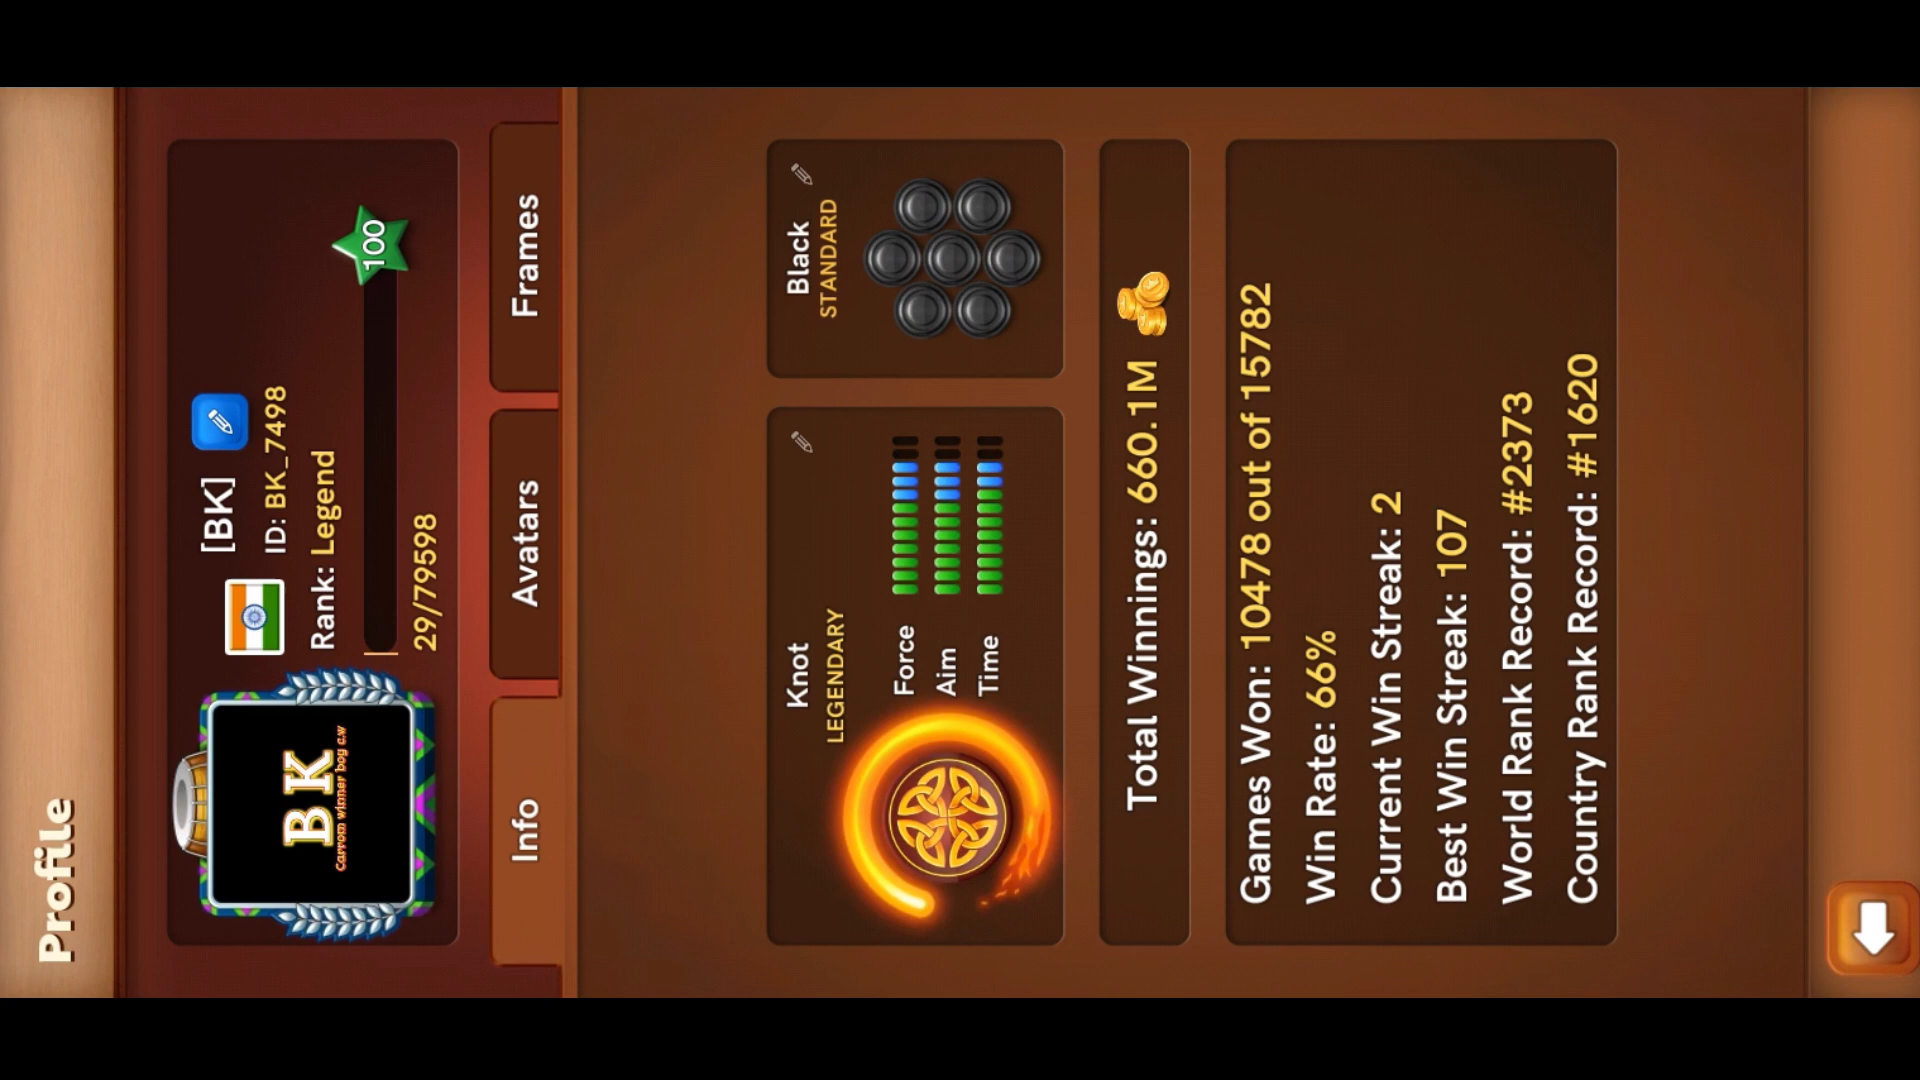 Profile
[BK]
ID: BK_7498
Rank: Legend
100
29/79598
BK
Carrom winner boy c.w
Info
Avatars
Frames
Knot
LEGENDARY
Force
Aim
Time
Black
STANDARD
Total Winnings: 660.1M
Games Won: 10478 out of 15782
Win Rate: 66%
Current Win Streak: 2
Best Win Streak: 107
World Rank Record: #2373
Country Rank Record: #1620